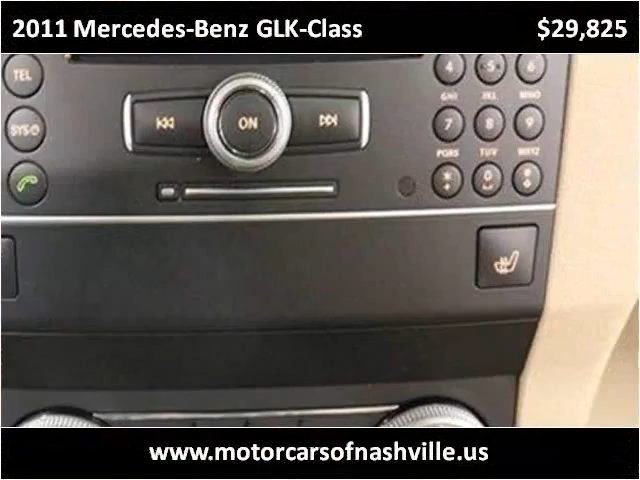 2011 Mercedes-Benz GLK-Class $29,825
TEL 4 5 6
GHI JKL MNO
SYS ON 7 8 9
PQRS TUV WXYZ
* 0 #
www.motorcarsofnashville.us